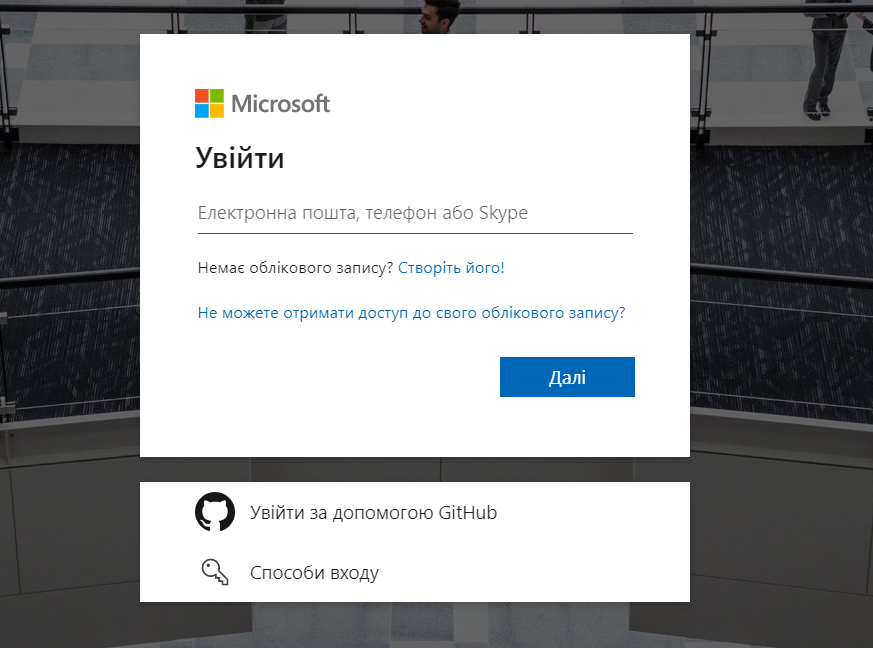 Microsoft
Увійти
Електронна пошта, телефон або Skype
Немає облікового запису? Створіть його!
Не можете отримати доступ до свого облікового запису?
Далі
Увійти за допомогою GitHub
Способи входу